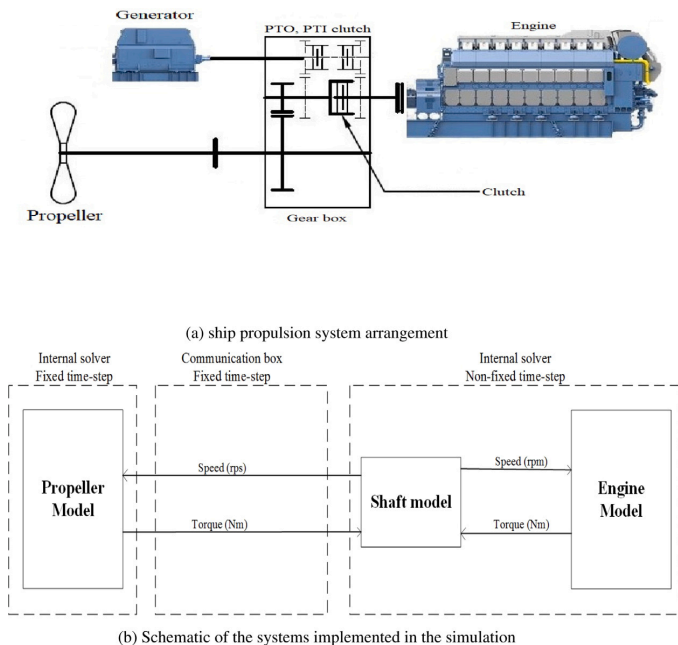 Generator
PTO, PTI clutch
Engine
Clutch
Propeller
Gear box
(a) ship propulsion system arrangement
Internal solver
Fixed time-step
Communication box
Fixed time-step
Internal solver
Non-fixed time-step
Speed (rps)
Speed (rpm)
Propeller
Model
Shaft model
Engine
Model
Torque (Nm)
Torque (Nm)
(b) Schematic of the systems implemented in the simulation